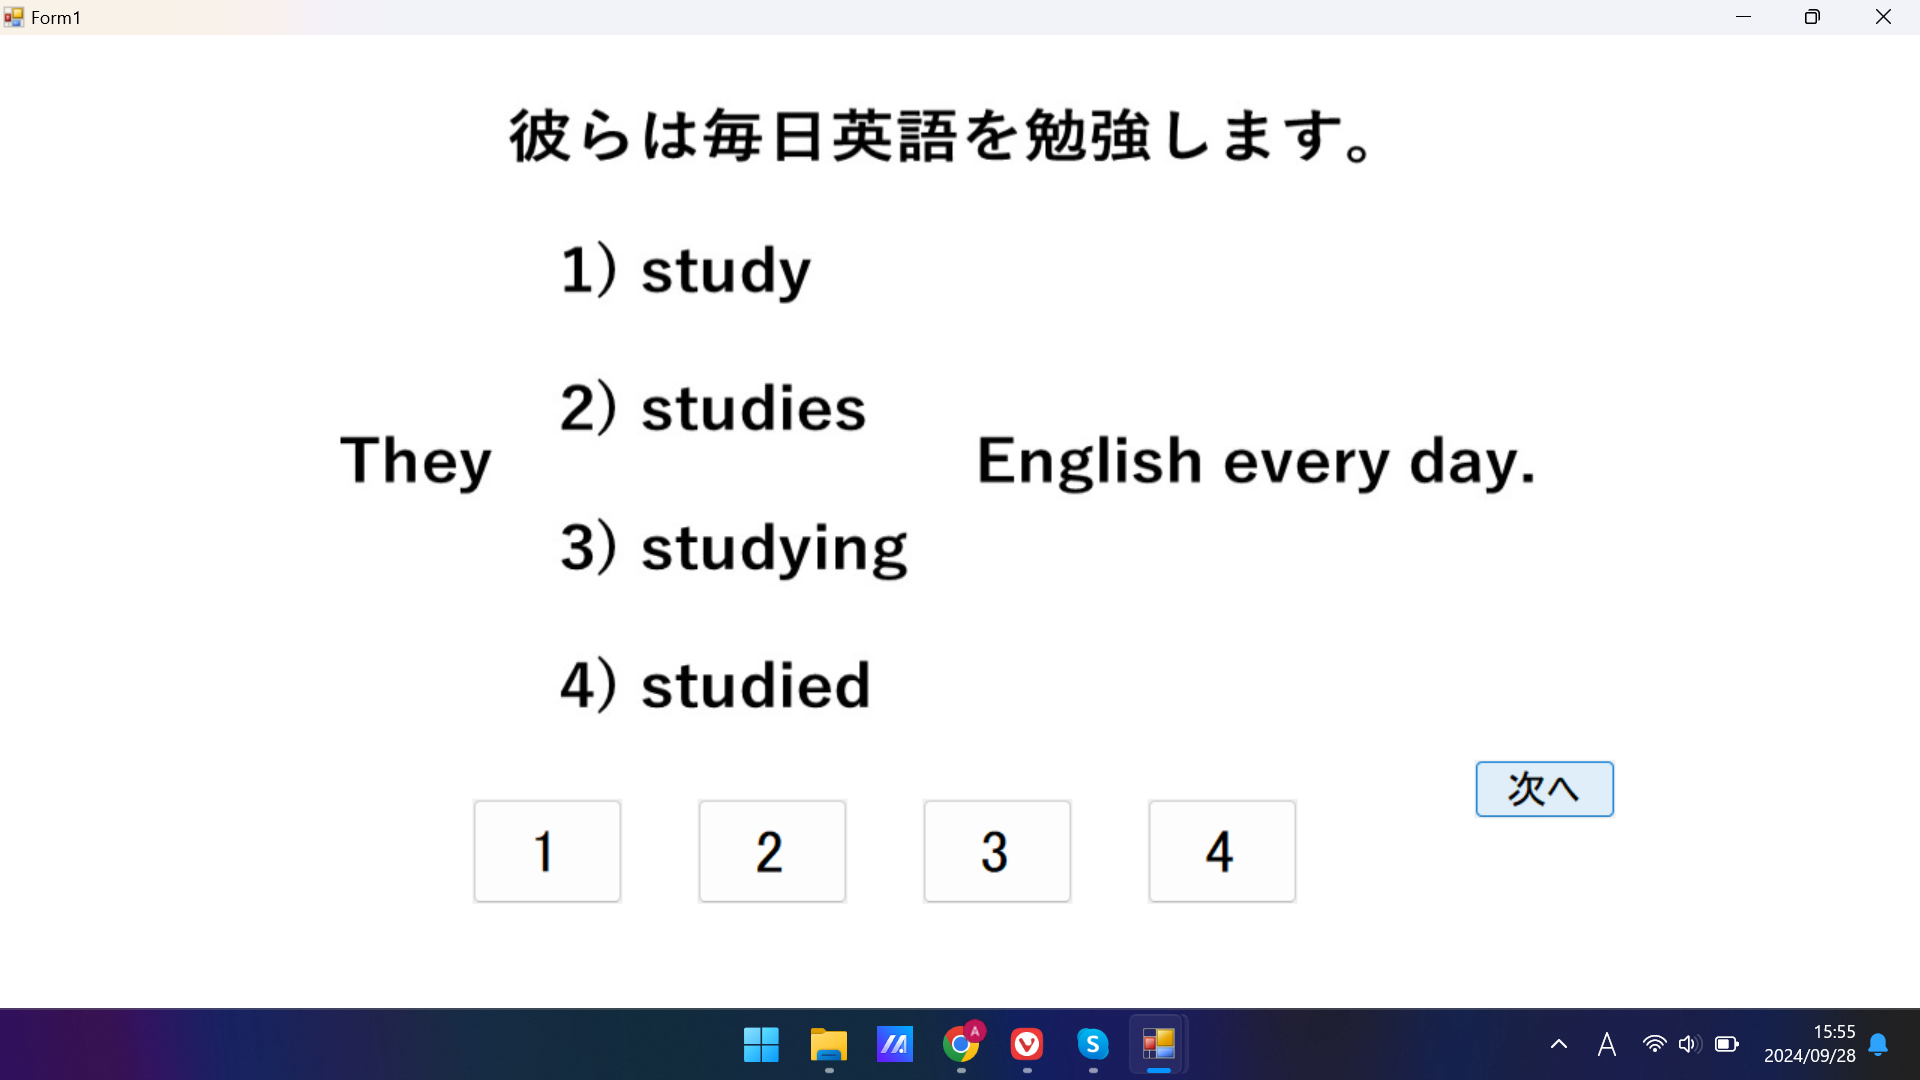 Form1
彼らは毎日英語を勉強します。
1) study
2) studies
They
English every day.
3) studying
4) studied
次へ
1
2
3
4
A
S
A
15:55
2024/09/28